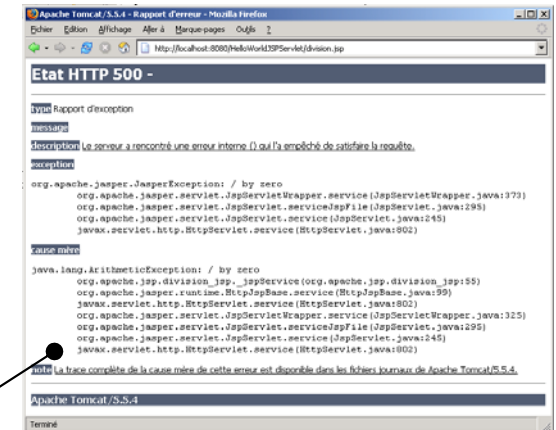 Apache Tomcat/5.5.4 - Rapport d'erreur - Mozilla Firefox
Fichier Edition Affichage Aller à Marque-pages Outils ?
http://localhost:8080/HelloWorldJSPServlet/division.jsp
Etat HTTP 500 -
type Rapport d'exception
message
description Le serveur a rencontré une erreur interne () qui l'a empêché de satisfaire la requête.
exception
org.apache.jasper.JasperException: / by zero
org.apache.jasper.servlet.JspServletWrapper.service(JspServletWrapper.java:373)
org.apache.jasper.servlet.JspServlet.serviceJspFile(JspServlet.java:295)
org.apache.jasper.servlet.JspServlet.service(JspServlet.java:245)
javax.servlet.http.HttpServlet.service(HttpServlet.java:802)
cause mère
java.lang.ArithmeticException: / by zero
org.apache.jsp.division_jsp._jspService(org.apache.jsp.division_jsp:55)
org.apache.jasper.runtime.HttpJspBase.service(HttpJspBase.java:99)
javax.servlet.http.HttpServlet.service(HttpServlet.java:802)
org.apache.jasper.servlet.JspServletWrapper.service(JspServletWrapper.java:325)
org.apache.jasper.servlet.JspServlet.serviceJspFile(JspServlet.java:295)
org.apache.jasper.servlet.JspServlet.service(JspServlet.java:245)
javax.servlet.http.HttpServlet.service(HttpServlet.java:802)
note La trace complète de la cause mère de cette erreur est disponible dans les fichiers journaux de Apache Tomcat/5.5.4.
Apache Tomcat/5.5.4
Terminé